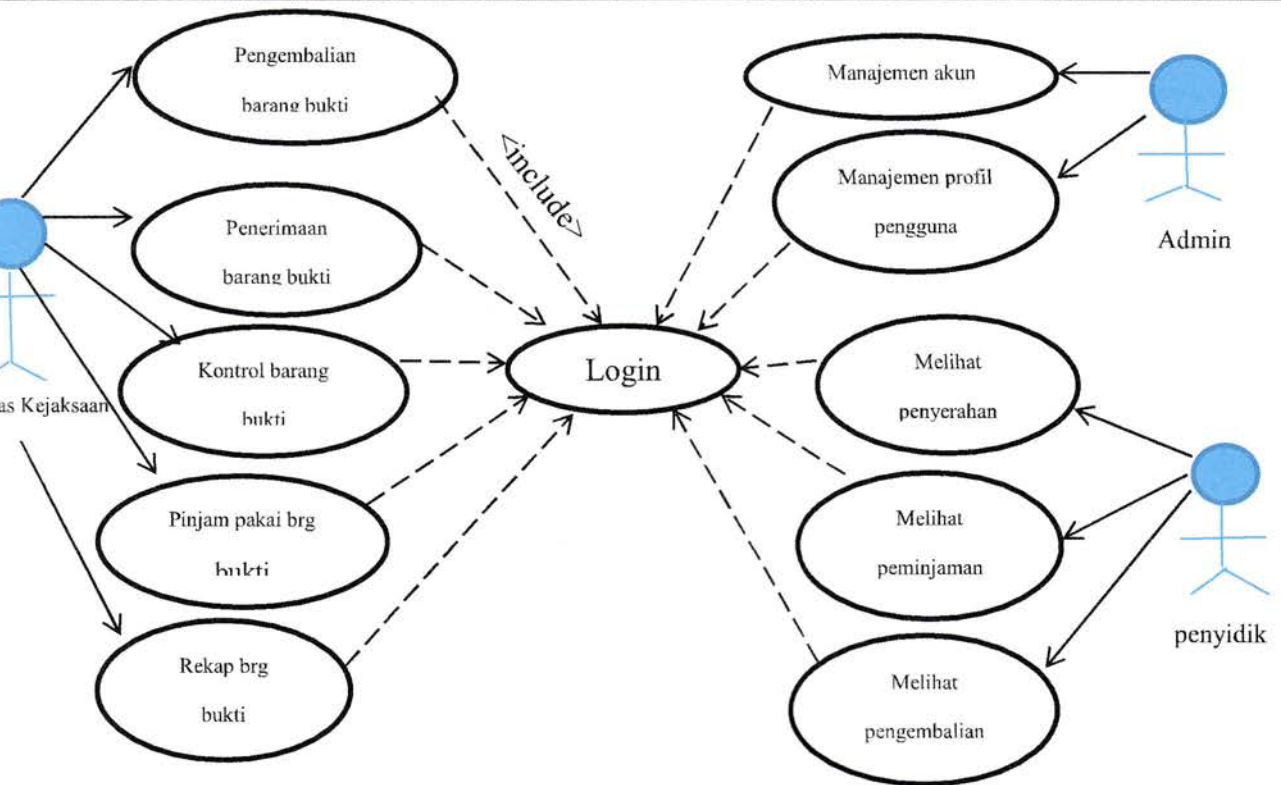 Pengembalian
barang bukti
Penerimaan
barang bukti
Kontrol barang
bukti
Pinjam pakai brg
bukti
Rekap brg
bukti
as Kejaksaan
<include>
Login
Manajemen akun
Manajemen profil
pengguna
Admin
Melihat
penyerahan
Melihat
peminjaman
Melihat
pengembalian
penyidik